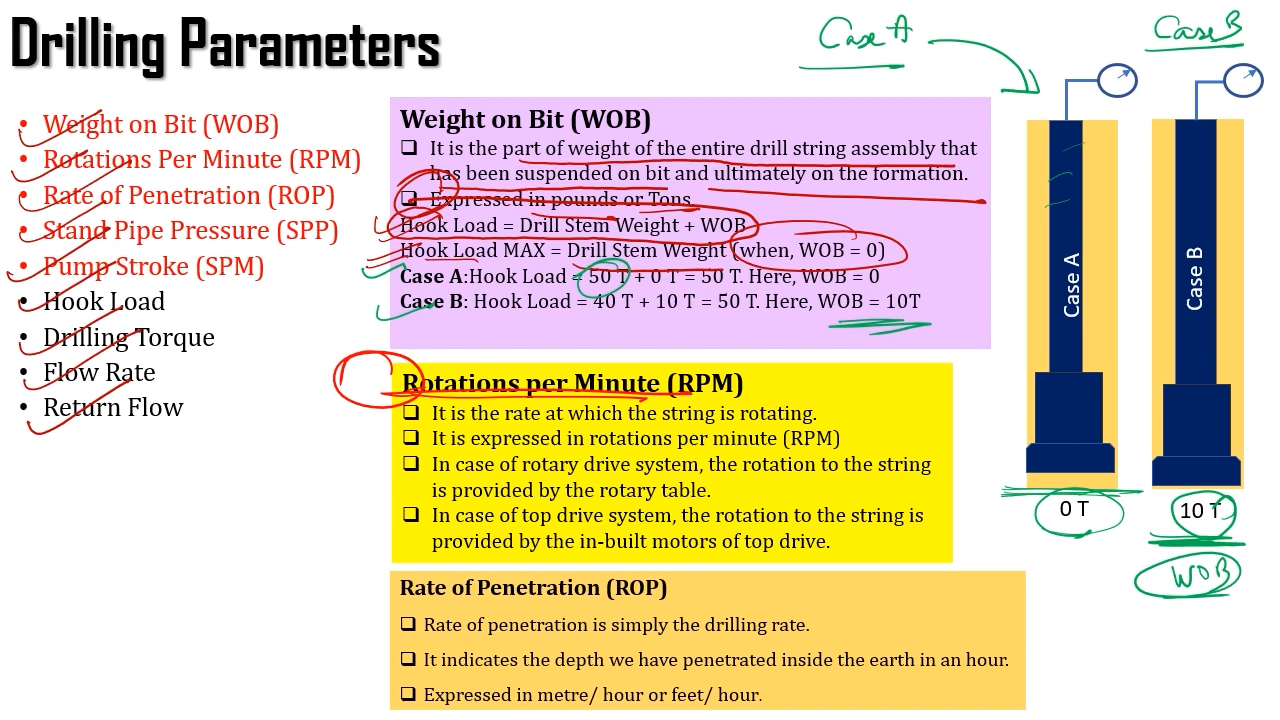 Drilling Parameters
• Weight on Bit (WOB)
• Rotations Per Minute (RPM)
• Rate of Penetration (ROP)
• Stand Pipe Pressure (SPP)
• Pump Stroke (SPM)
• Hook Load
• Drilling Torque
• Flow Rate
• Return Flow
Weight on Bit (WOB)
❑ It is the part of weight of the entire drill string assembly that
has been suspended on bit and ultimately on the formation.
❑ Expressed in pounds or Tons.
Hook Load = Drill Stem Weight + WOB
Hook Load MAX = Drill Stem Weight (when, WOB = 0)
Case A:Hook Load = 50 T + 0 T = 50 T. Here, WOB = 0
Case B: Hook Load = 40 T + 10 T = 50 T. Here, WOB = 10T
Rotations per Minute (RPM)
❑ It is the rate at which the string is rotating.
❑ It is expressed in rotations per minute (RPM)
❑ In case of rotary drive system, the rotation to the string
is provided by the rotary table.
❑ In case of top drive system, the rotation to the string is
provided by the in-built motors of top drive.
Rate of Penetration (ROP)
❑ Rate of penetration is simply the drilling rate.
❑ It indicates the depth we have penetrated inside the earth in an hour.
❑ Expressed in metre/ hour or feet/ hour.
Case A
Case B
Case A
Case B
0 T
10 T
WOB